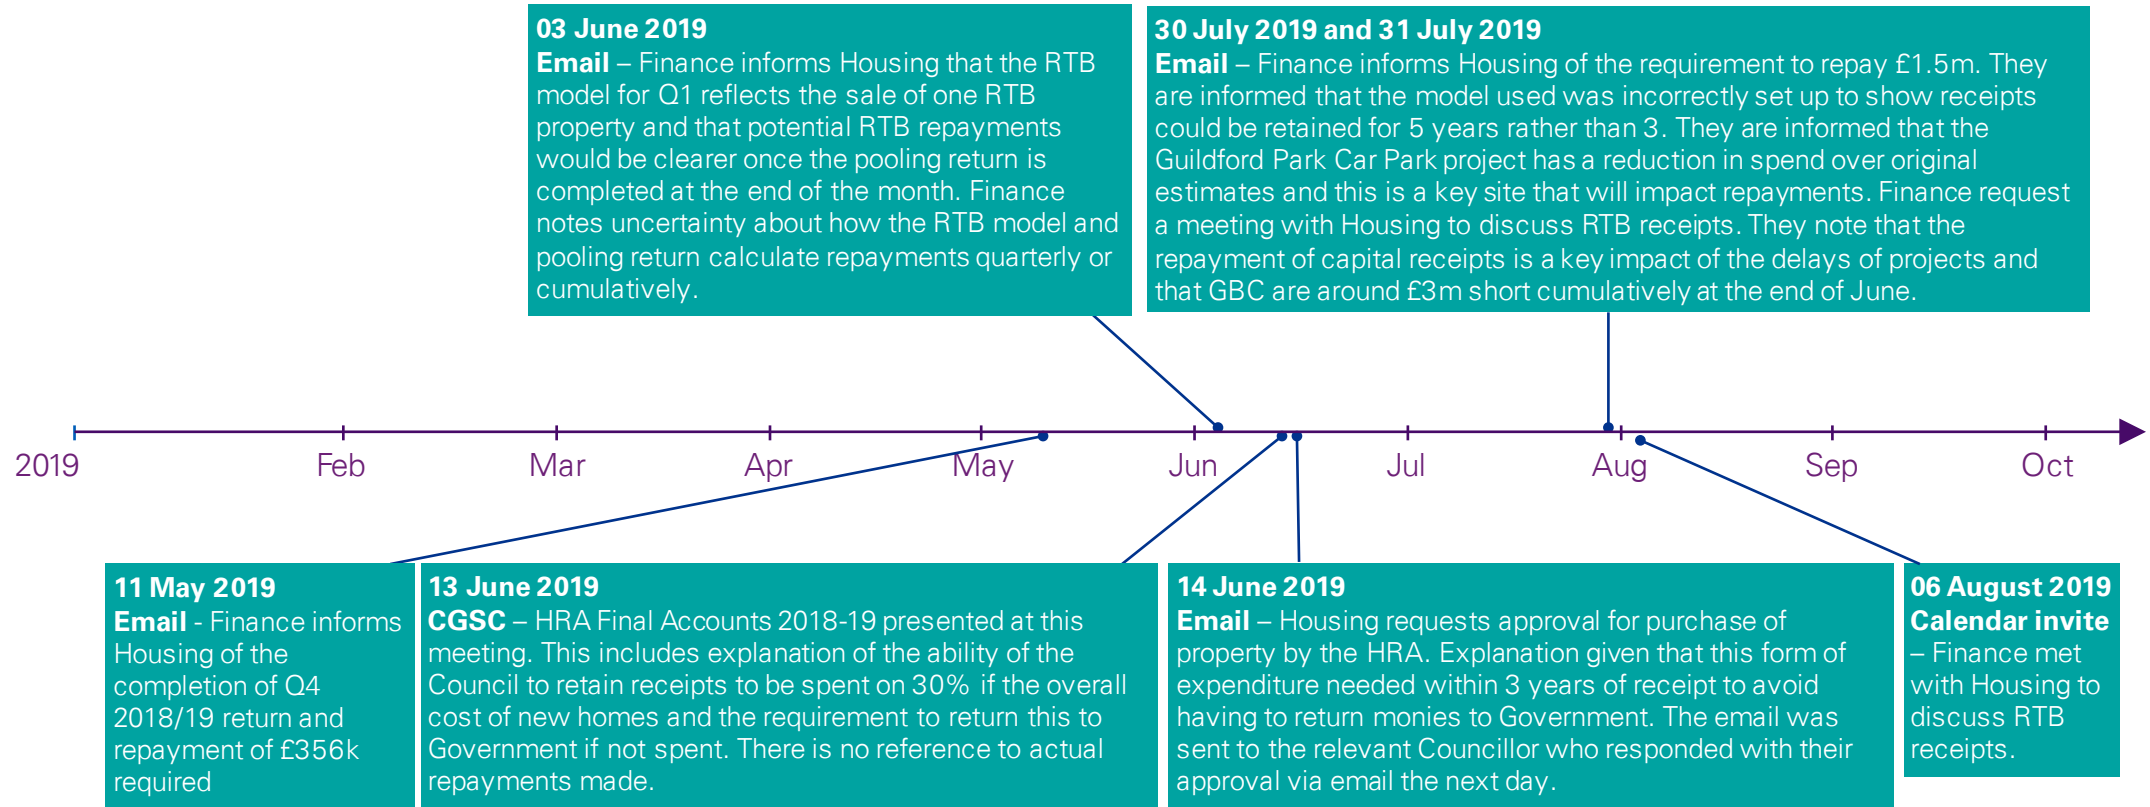 03 June 2019
Email – Finance informs Housing that the RTB
model for Q1 reflects the sale of one RTB
property and that potential RTB repayments
would be clearer once the pooling return is
completed at the end of the month. Finance
notes uncertainty about how the RTB model and
pooling return calculate repayments quarterly or
cumulatively.
30 July 2019 and 31 July 2019
Email – Finance informs Housing of the requirement to repay £1.5m. They
are informed that the model used was incorrectly set up to show receipts
could be retained for 5 years rather than 3. They are informed that the
Guildford Park Car Park project has a reduction in spend over original
estimates and this is a key site that will impact repayments. Finance request
a meeting with Housing to discuss RTB receipts. They note that the
repayment of capital receipts is a key impact of the delays of projects and
that GBC are around £3m short cumulatively at the end of June.
2019
Feb
Mar
Apr
May
Jun
Jul
Aug
Sep
Oct
11 May 2019
Email - Finance informs
Housing of the
completion of Q4
2018/19 return and
repayment of £356k
required
13 June 2019
CGSC – HRA Final Accounts 2018-19 presented at this
meeting. This includes explanation of the ability of the
Council to retain receipts to be spent on 30% if the overall
cost of new homes and the requirement to return this to
Government if not spent. There is no reference to actual
repayments made.
14 June 2019
Email – Housing requests approval for purchase of
property by the HRA. Explanation given that this form of
expenditure needed within 3 years of receipt to avoid
having to return monies to Government. The email was
sent to the relevant Councillor who responded with their
approval via email the next day.
06 August 2019
Calendar invite
– Finance met
with Housing to
discuss RTB
receipts.